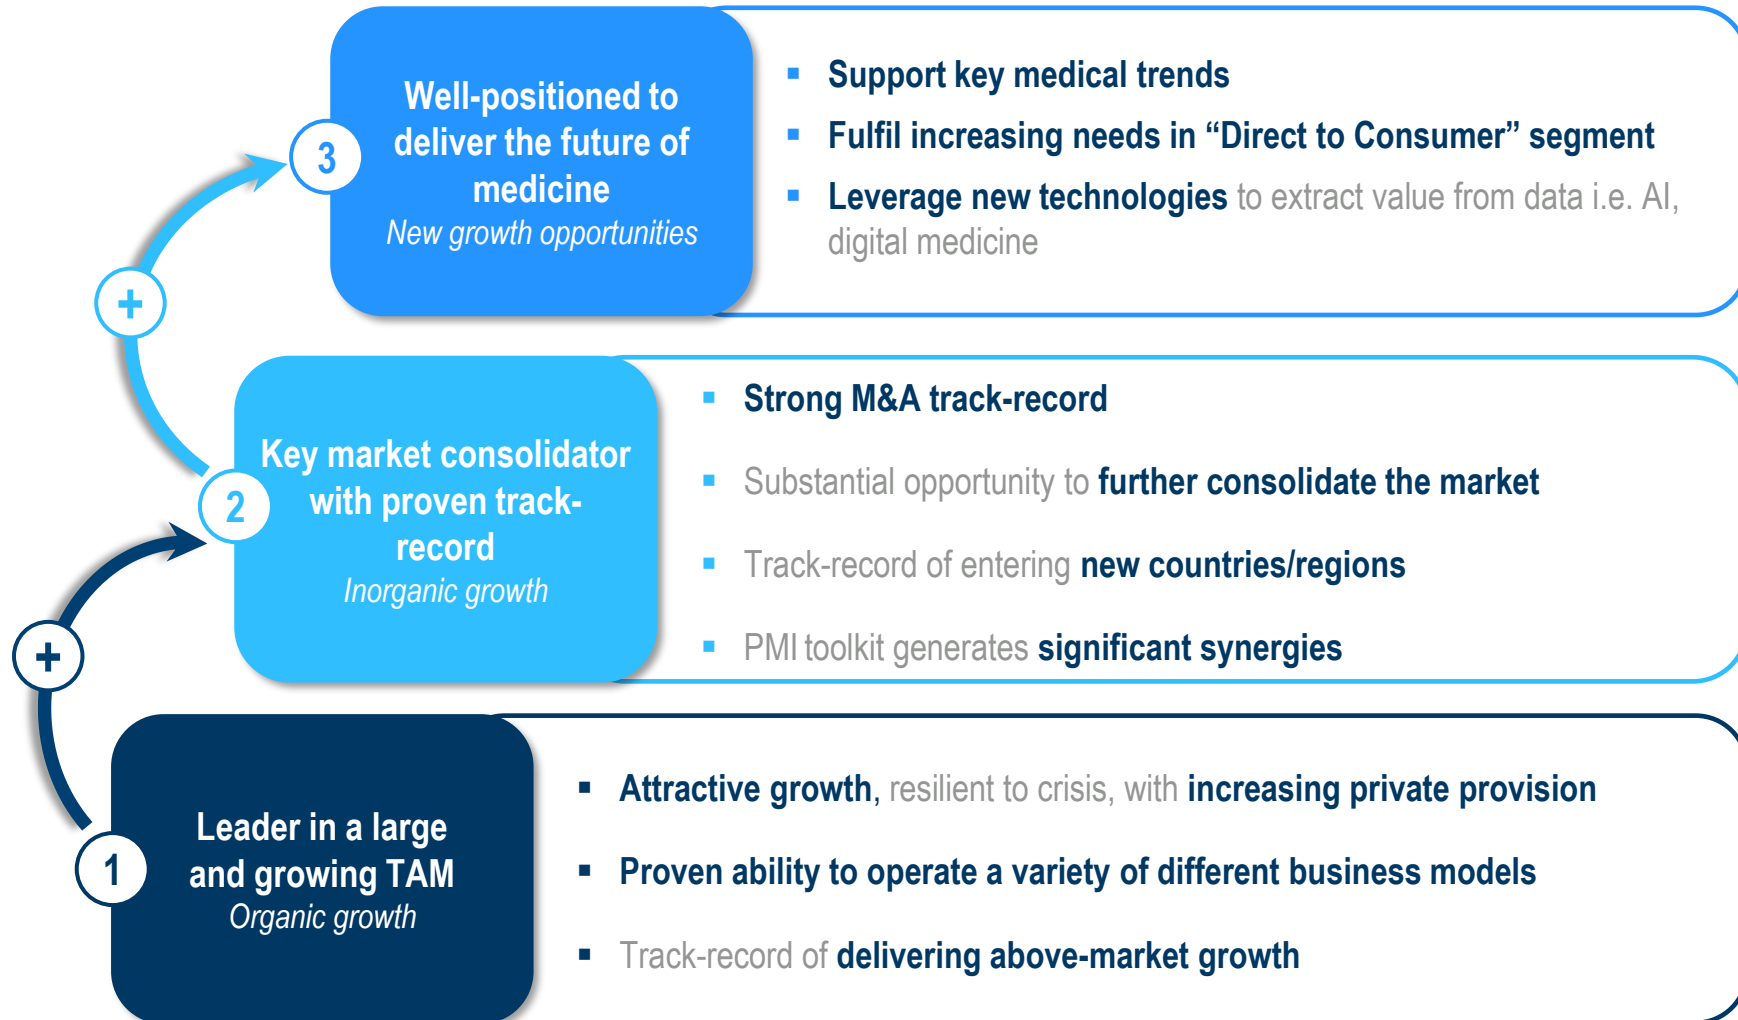 3
Well-positioned to
deliver the future of
medicine
New growth opportunities
▪ Support key medical trends
▪ Fulfil increasing needs in “Direct to Consumer” segment
▪ Leverage new technologies to extract value from data i.e. AI,
digital medicine
+
2
Key market consolidator
with proven track-
record
Inorganic growth
▪ Strong M&A track-record
▪ Substantial opportunity to further consolidate the market
▪ Track-record of entering new countries/regions
▪ PMI toolkit generates significant synergies
+
1
Leader in a large
and growing TAM
Organic growth
▪ Attractive growth, resilient to crisis, with increasing private provision
▪ Proven ability to operate a variety of different business models
▪ Track-record of delivering above-market growth